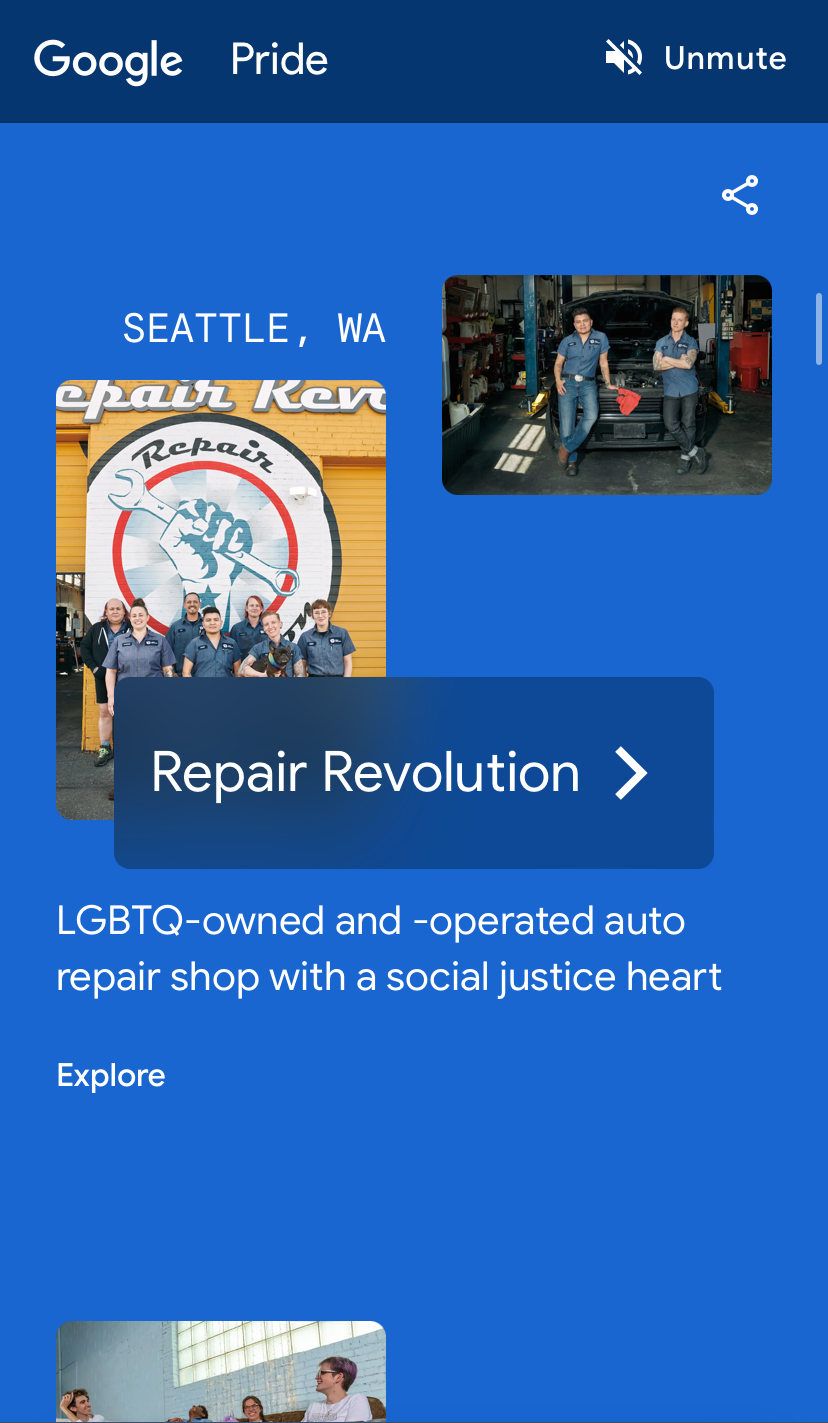 Google Pride
Unmute
SEATTLE, WA
epair Rev
Repair
Repair Revolution
LGBTQ-owned and -operated auto
repair shop with a social justice heart
Explore